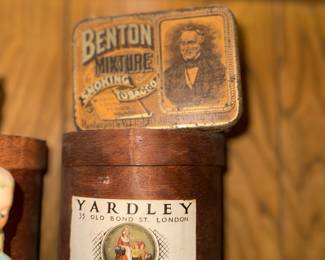 BENTON
MIXTURE
SMOKING
TOBACCO
YARDLEY
33 OLD BOND ST. LONDON